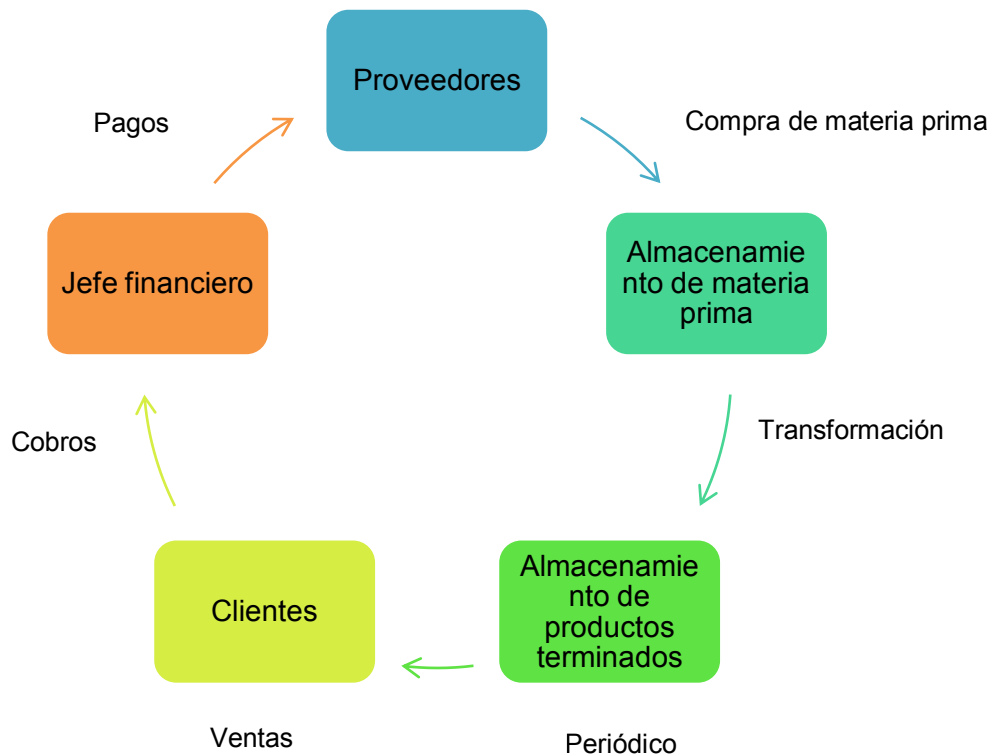 Proveedores
Pagos
Compra de materia prima
Jefe financiero
Almacenamie
nto de materia
prima
Cobros
Transformación
Clientes
Almacenamie
nto de
productos
terminados
Ventas
Periódico